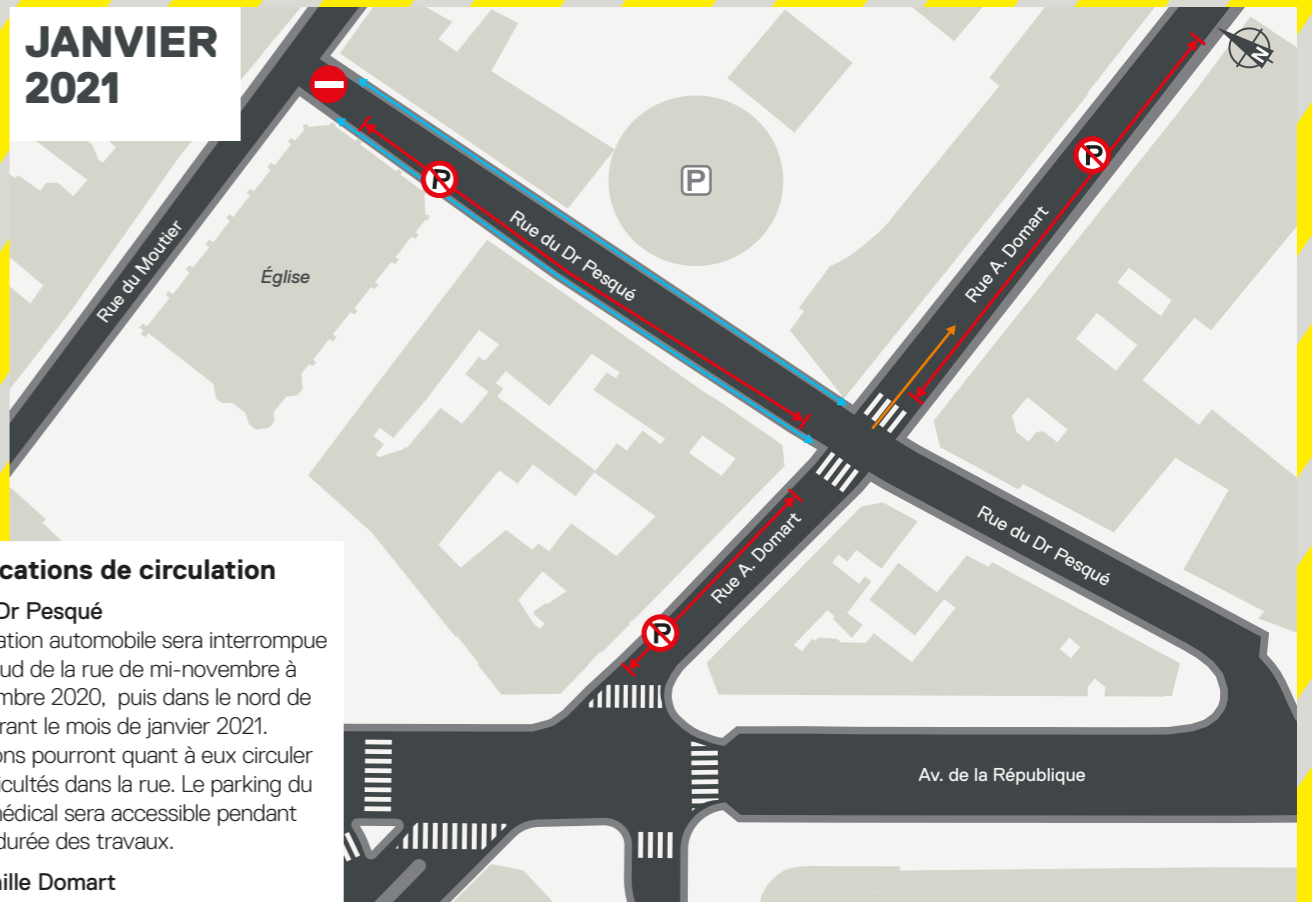 JANVIER
2021
P
P
P
N
Rue du Dr Pesqué
Rue A. Domart
Rue du Moutier
Église
Rue A. Domart
Rue du Dr Pesqué
P
Av. de la République
cations de circulation
Dr Pesqué
ation automobile sera interrompue
ud de la rue de mi-novembre à
mbre 2020, puis dans le nord de
rant le mois de janvier 2021.
ons pourront quant à eux circuler
icultés dans la rue. Le parking du
médical sera accessible pendant
durée des travaux.
ille Domart